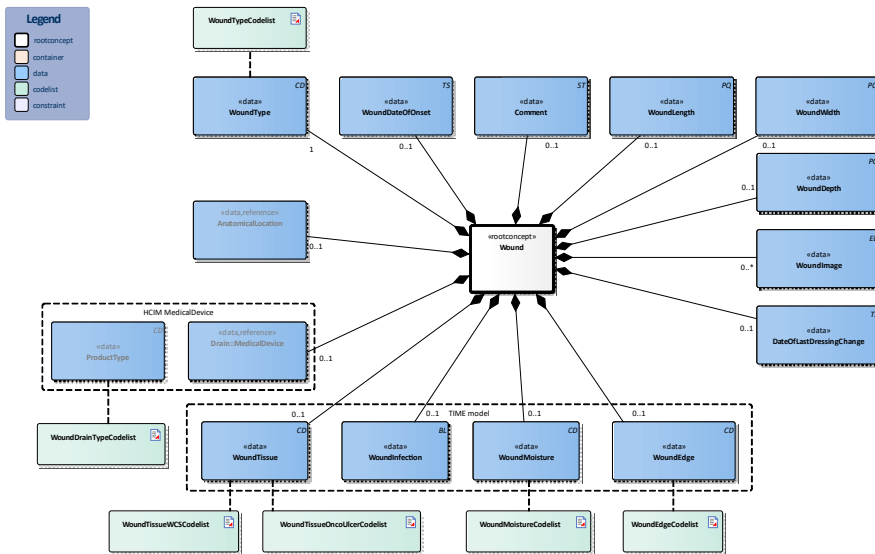 Legend
rootconcept
container
data
codelist
constraint
WoundTypeCodelist
CD
«data»
WoundType
1
TS
«data»
WoundDateOfOnset
0..1
ST
«data»
Comment
0..1
PQ
«data»
WoundLength
0..1
PQ
«data»
WoundWidth
0..1
PQ
«data»
WoundDepth
0..1
«data,reference»
AnatomicalLocation
0..1
«rootconcept»
Wound
«data»
WoundImage
0..*
«data»
DateOfLastDressingChange
0..1
HCIM MedicalDevice
CD
«data»
ProductType
«data,reference»
Drain::MedicalDevice
0..1
WoundDrainTypeCodelist
TIME model
0..1
CD
«data»
WoundTissue
0..1
BL
«data»
WoundInfection
0..1
CD
«data»
WoundMoisture
0..1
CD
«data»
WoundEdge
WoundTissueWCSCodelist
WoundTissueOncoUlcerCodelist
WoundMoistureCodelist
WoundEdgeCodelist